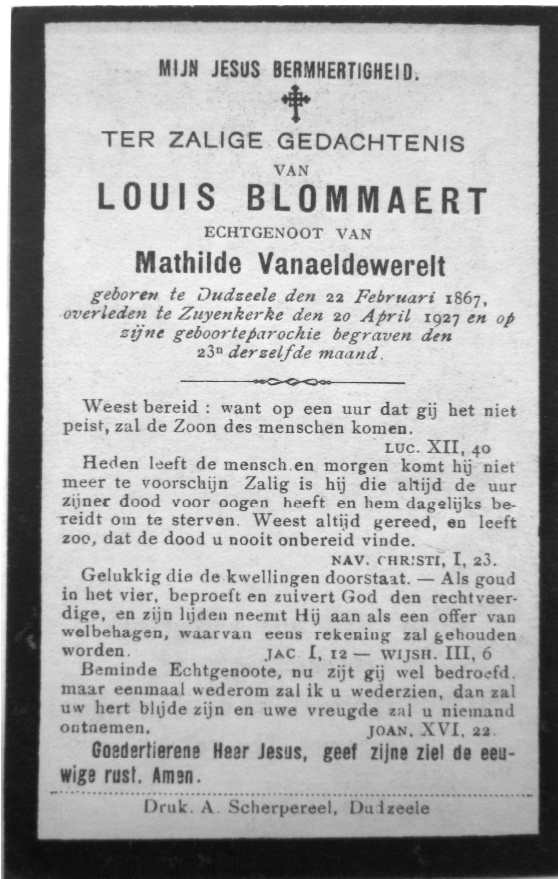 MIJN JESUS BERMHERTIGHEID.
TER ZALIGE GEDACHTENIS
VAN
LOUIS BLOMMAERT
ECHTGENOOT VAN
Mathilde Vanaeldewerelt
geboren te Dudzeele den 22 Februari 1867,
overleden te Zuyenkerke den 20 April 1927 en op
zijne geboorteparochie begraven den
23n derzelfde maand.
Weest bereid : want op een uur dat gij het niet
peist, zal de Zoon des menschen komen.
LUC. XII, 40
Heden leeft de mensch.en morgen komt hij niet
meer te voorschijn Zalig is hij die altijd de uur
zijner dood voor oogen heeft en hem dagelijks be-
reidt om te sterven. Weest altijd gereed, en leeft
zoo, dat de dood u nooit onbereid vinde.
NAV. CHRISTI, I, 23.
Gelukkig die de kwellingen doorstaat. — Als goud
in het vier, beproeft en zuivert God den rechtveer-
dige, en zijn lijden neemt Hij aan als een offer van
welbehagen, waarvan eens rekening zal gehouden
worden. JAC I, 12 — WIJSH. III, 6
Beminde Echtgenoote, nu zijt gij wel bedroefd,
maar eenmaal wederom zal ik u wederzien, dan zal
uw hert blijde zijn en uwe vreugde zal u niemand
ontnemen. JOAN. XVI, 22.
Goedertierene Heer Jesus, geef zijne ziel de eeu-
wige rust. Amen.
Druk. A. Scherpereel, Dudzeele